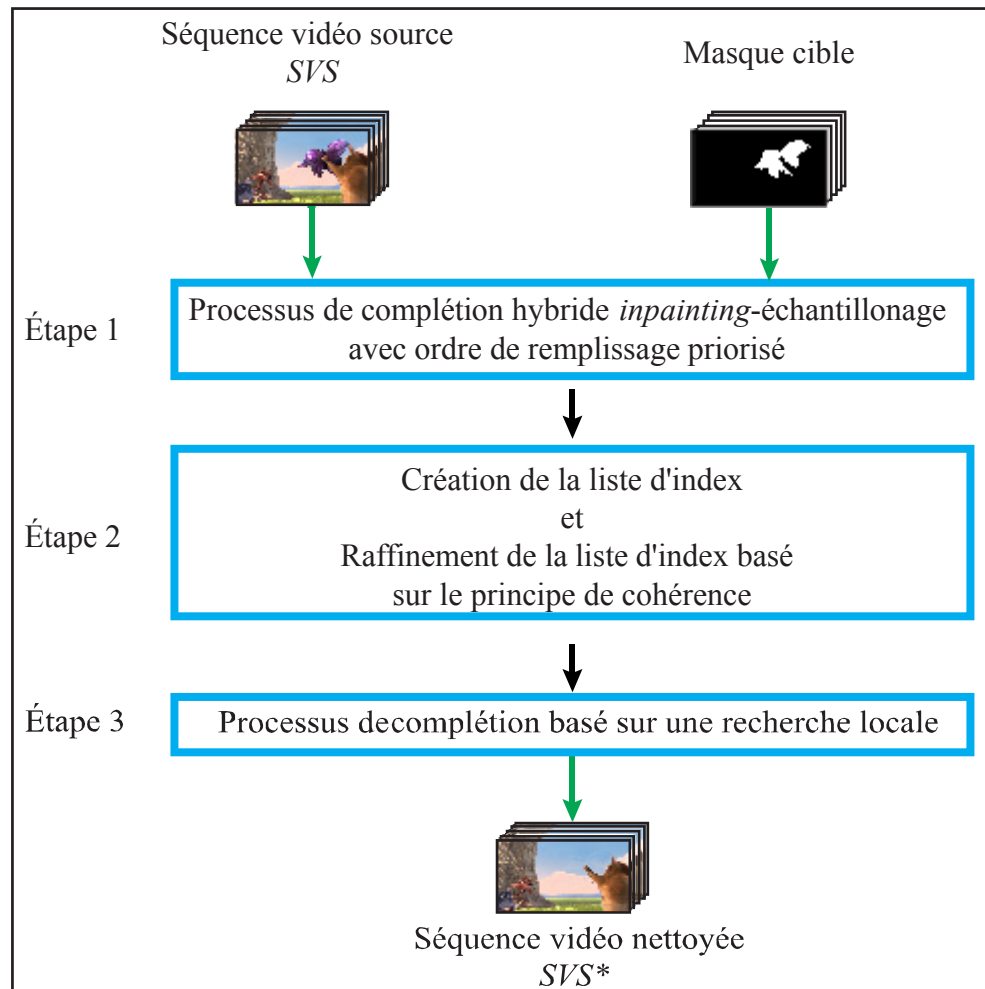 Séquence vidéo source
SVS
Masque cible
Étape 1
Processus de complétion hybride inpainting-échantillonage
avec ordre de remplissage priorisé
Étape 2
Création de la liste d'index
et
Raffinement de la liste d'index basé
sur le principe de cohérence
Étape 3
Processus decomplétion basé sur une recherche locale
Séquence vidéo nettoyée
SVS*